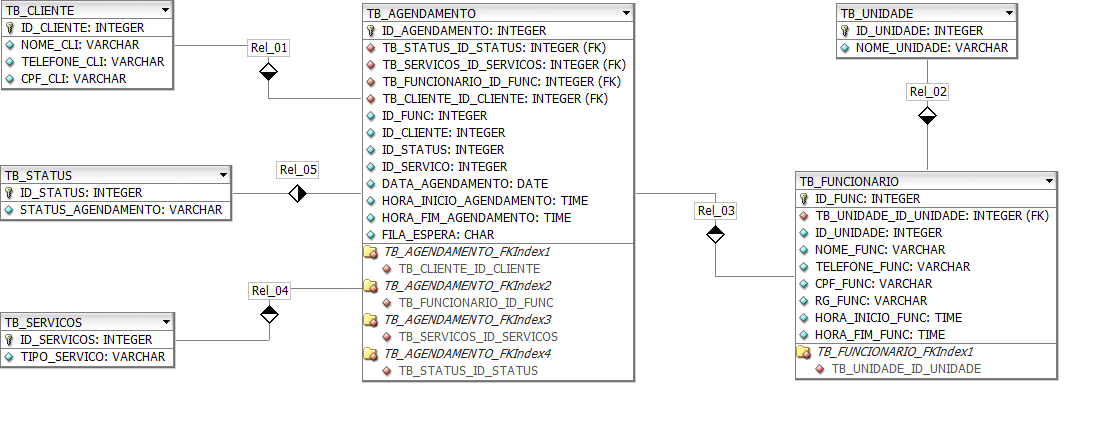 TB_CLIENTE
ID_CLIENTE: INTEGER
NOME_CLI: VARCHAR
TELEFONE_CLI: VARCHAR
CPF_CLI: VARCHAR
Rel_01
TB_STATUS
ID_STATUS: INTEGER
STATUS_AGENDAMENTO: VARCHAR
Rel_05
TB_SERVICOS
ID_SERVICOS: INTEGER
TIPO_SERVICO: VARCHAR
Rel_04
TB_AGENDAMENTO
ID_AGENDAMENTO: INTEGER
TB_STATUS_ID_STATUS: INTEGER (FK)
TB_SERVICOS_ID_SERVICOS: INTEGER (FK)
TB_FUNCIONARIO_ID_FUNC: INTEGER (FK)
TB_CLIENTE_ID_CLIENTE: INTEGER (FK)
ID_FUNC: INTEGER
ID_CLIENTE: INTEGER
ID_STATUS: INTEGER
ID_SERVICO: INTEGER
DATA_AGENDAMENTO: DATE
HORA_INICIO_AGENDAMENTO: TIME
HORA_FIM_AGENDAMENTO: TIME
FILA_ESPERA: CHAR
TB_AGENDAMENTO_FKIndex1
TB_CLIENTE_ID_CLIENTE
TB_AGENDAMENTO_FKIndex2
TB_FUNCIONARIO_ID_FUNC
TB_AGENDAMENTO_FKIndex3
TB_SERVICOS_ID_SERVICOS
TB_AGENDAMENTO_FKIndex4
TB_STATUS_ID_STATUS
Rel_03
TB_UNIDADE
ID_UNIDADE: INTEGER
NOME_UNIDADE: VARCHAR
Rel_02
TB_FUNCIONARIO
ID_FUNC: INTEGER
TB_UNIDADE_ID_UNIDADE: INTEGER (FK)
ID_UNIDADE: INTEGER
NOME_FUNC: VARCHAR
TELEFONE_FUNC: VARCHAR
CPF_FUNC: VARCHAR
RG_FUNC: VARCHAR
HORA_INICIO_FUNC: TIME
HORA_FIM_FUNC: TIME
TB_FUNCIONARIO_FKIndex1
TB_UNIDADE_ID_UNIDADE